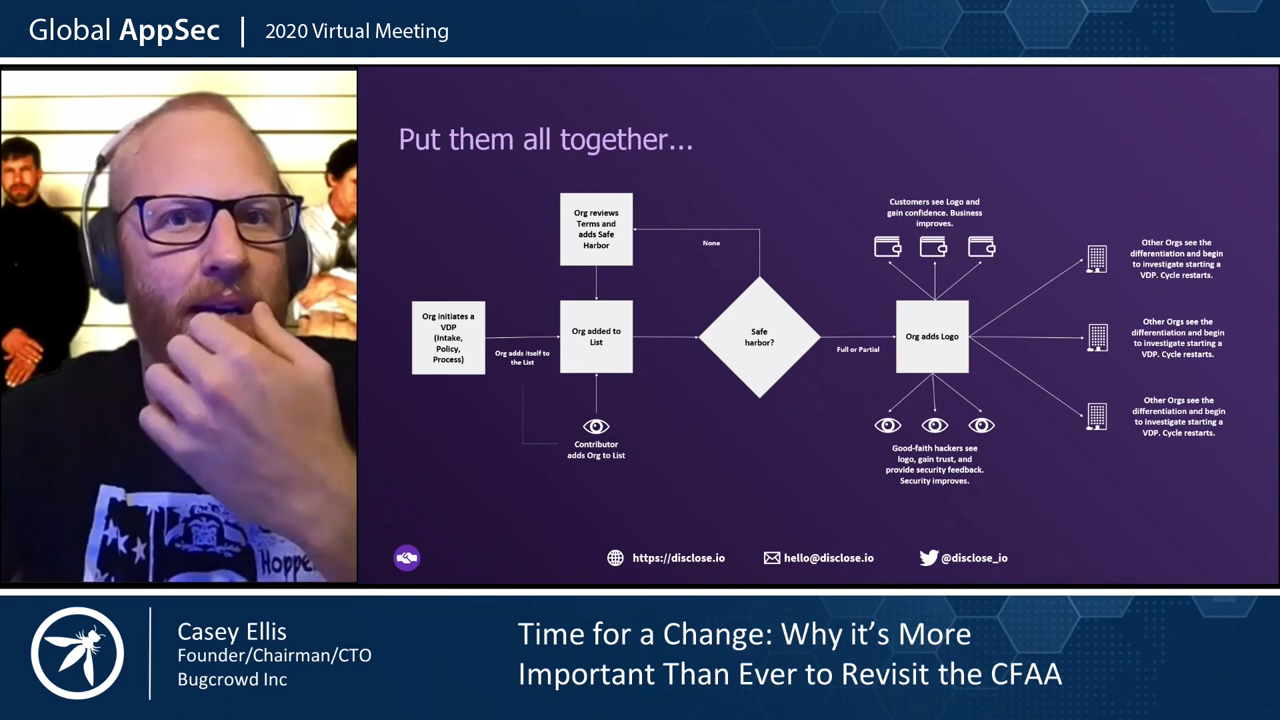 Global AppSec | 2020 Virtual Meeting
Put them all together...
Org reviews
Terms and
adds Safe
Harbor
None
Customers see Logo and
gain confidence. Business
improves.
Other Orgs see the
differentiation and begin
to investigate starting a
VDP. Cycle restarts.
Org initiates a
VDP
(Intake,
Policy,
Process)
Org adds itself to
the List
Org added to
List
Safe
harbor?
Full or Partial
Org adds Logo
Other Orgs see the
differentiation and begin
to investigate starting a
VDP. Cycle restarts.
Other Orgs see the
differentiation and begin
to investigate starting a
VDP. Cycle restarts.
Contributor
adds Org to List
Good-faith hackers see
logo, gain trust, and
provide security feedback.
Security improves.
Hoppe
https://disclose.io
hello@disclose.io
@disclose_io
Casey Ellis
Founder/Chairman/CTO
Bugcrowd Inc
Time for a Change: Why it's More
Important Than Ever to Revisit the CFAA